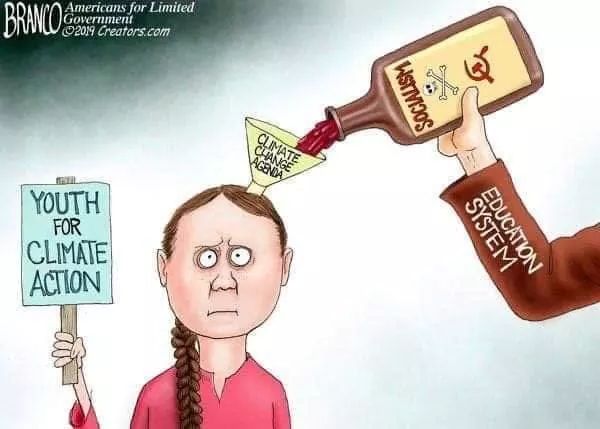 BRANCO
Americans for Limited
Government
©2019 Creators.com
SOCIALISM
CLIMATE
CHANGE
AGENDA
YOUTH
FOR
CLIMATE
ACTION
EDUCATION
SYSTEM